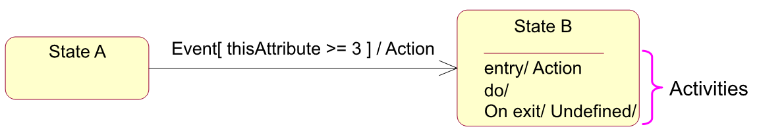 State A
Event[ thisAttribute >= 3 ] / Action
State B
entry/ Action
do/
On exit/ Undefined/
Activities